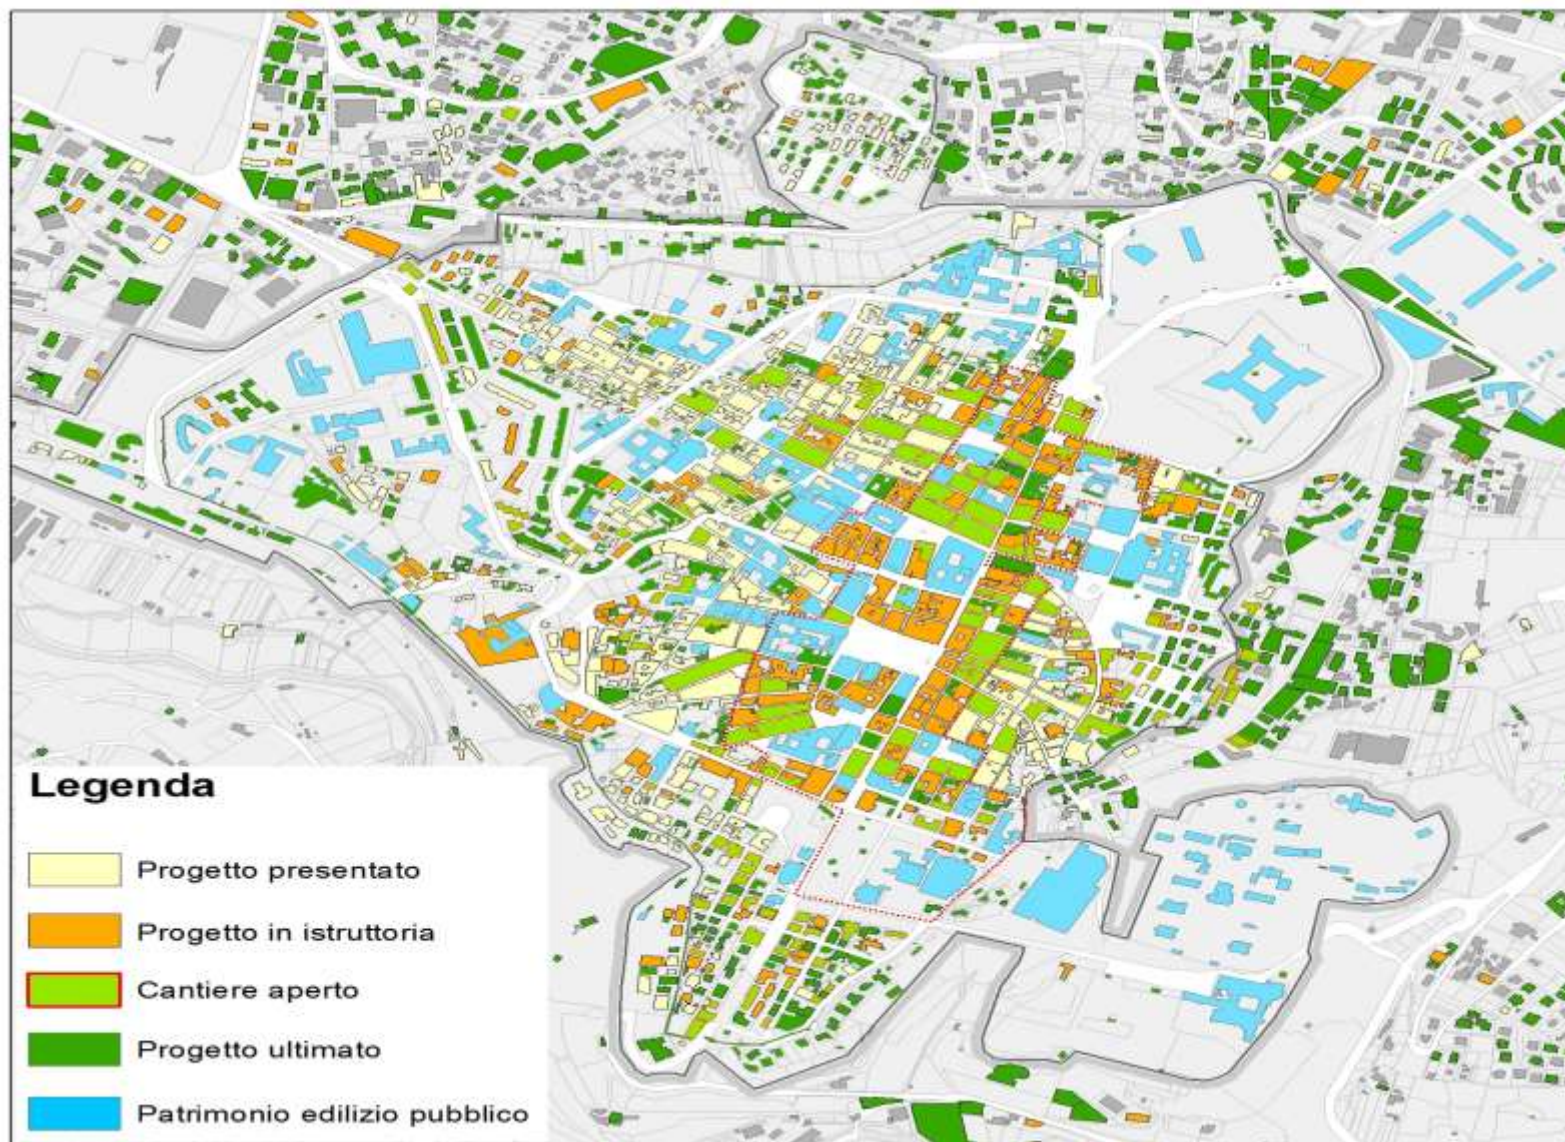 Legenda
Progetto presentato
Progetto in istruttoria
Cantiere aperto
Progetto ultimato
Patrimonio edilizio pubblico